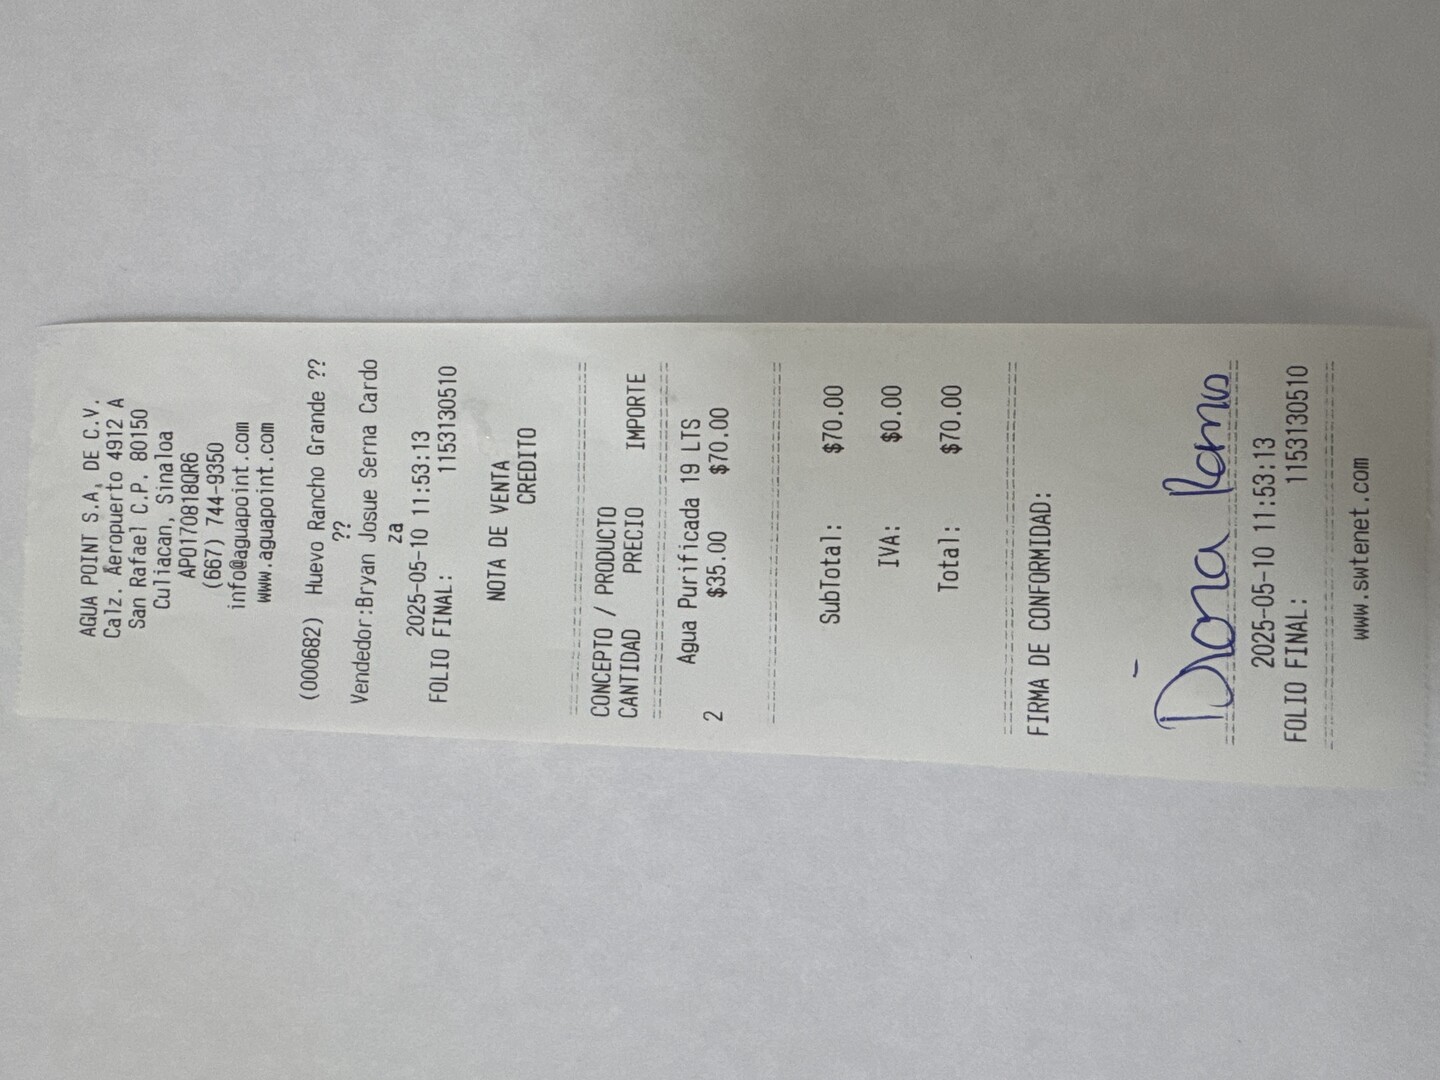 AGUA POINT S.A, DE C.V.
Calz. Aeropuerto 4912 A
San Rafael C.P. 80150
Culiacan, Sinaloa
APO170818QR6
(667) 744-9350
info@aguapoint.com
www.aguapoint.com
(000682) Huevo Rancho Grande ??
??
Vendedor:Bryan Josue Serna Cardo
za
2025-05-10 11:53:13
FOLIO FINAL: 1153130510
NOTA DE VENTA
CREDITO
CONCEPTO / PRODUCTO
CANTIDAD PRECIO IMPORTE
Agua Purificada 19 LTS
2 $35.00 $70.00
SubTotal: $70.00
IVA: $0.00
Total: $70.00
FIRMA DE CONFORMIDAD:
Diana Ramos
2025-05-10 11:53:13
FOLIO FINAL: 1153130510
www.swtenet.com